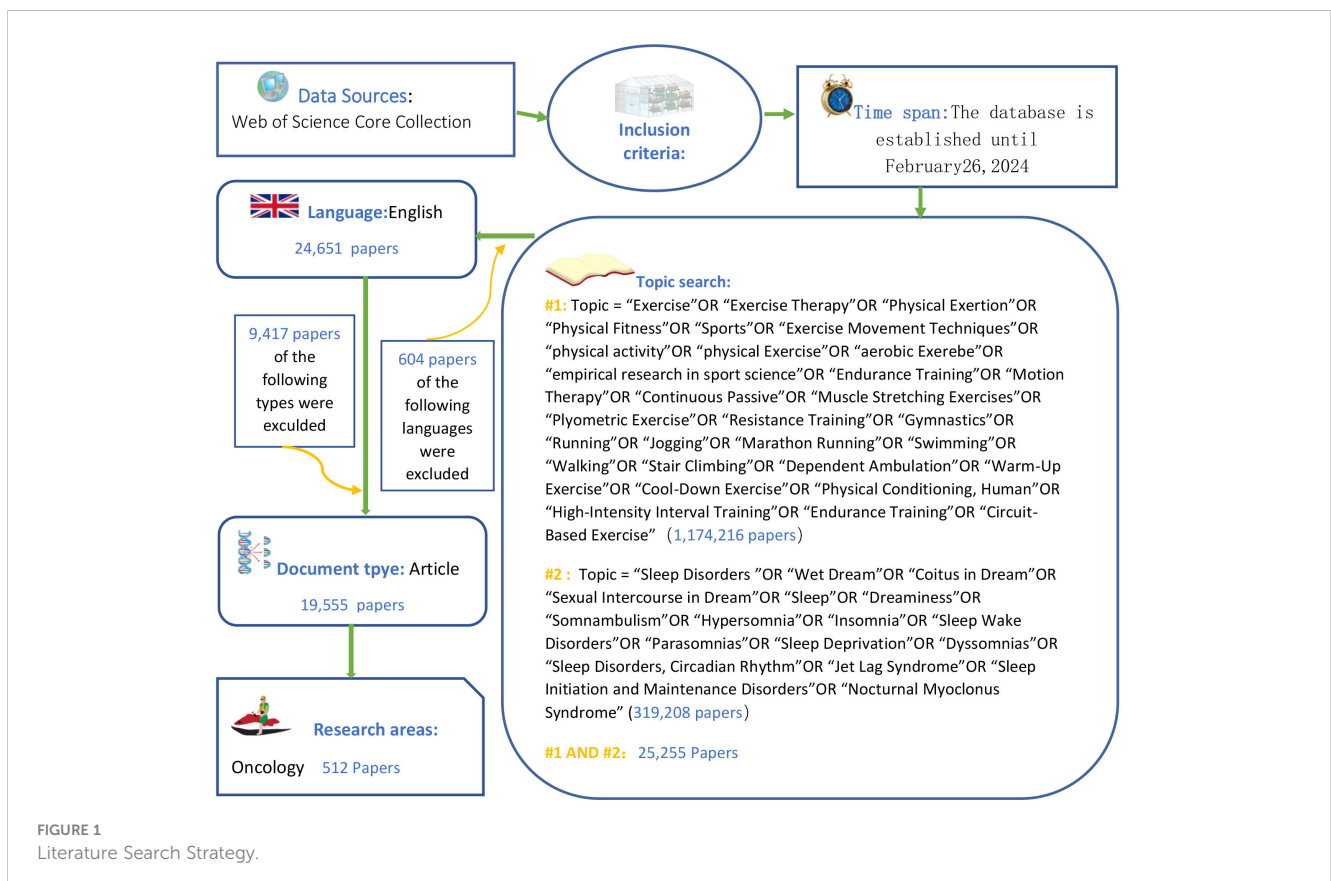 Data Sources:
Web of Science Core Collection
Inclusion
criteria:
Time span:The database is
established until
February26,2024
Language:English
24,651 papers
9,417 papers
of the
following
types were
exculded
604 papers
of the
following
languages
were
excluded
Topic search:
#1: Topic = “Exercise”OR “Exercise Therapy”OR “Physical Exertion”OR
“Physical Fitness”OR “Sports”OR “Exercise Movement Techniques”OR
“physical activity”OR “physical Exercise”OR “aerobic Exerebe”OR
“empirical research in sport science”OR “Endurance Training”OR “Motion
Therapy”OR “Continuous Passive”OR “Muscle Stretching Exercises”OR
“Plyometric Exercise”OR “Resistance Training”OR “Gymnastics”OR
“Running”OR “Jogging”OR “Marathon Running”OR “Swimming”OR
“Walking”OR “Stair Climbing”OR “Dependent Ambulation”OR “Warm-Up
Exercise”OR “Cool-Down Exercise”OR “Physical Conditioning, Human”OR
“High-Intensity Interval Training”OR “Endurance Training”OR “Circuit-
Based Exercise” (1,174,216 papers)
#2 : Topic = “Sleep Disorders ”OR “Wet Dream”OR “Coitus in Dream”OR
“Sexual Intercourse in Dream”OR “Sleep”OR “Dreaminess”OR
“Somnambulism”OR “Hypersomnia”OR “Insomnia”OR “Sleep Wake
Disorders”OR “Parasomnias”OR “Sleep Deprivation”OR “Dyssomnias”OR
“Sleep Disorders, Circadian Rhythm”OR “Jet Lag Syndrome”OR “Sleep
Initiation and Maintenance Disorders”OR “Nocturnal Myoclonus
Syndrome” (319,208 papers)
#1 AND #2: 25,255 Papers
Document tpye: Article
19,555 papers
Research areas:
Oncology 512 Papers
FIGURE 1
Literature Search Strategy.